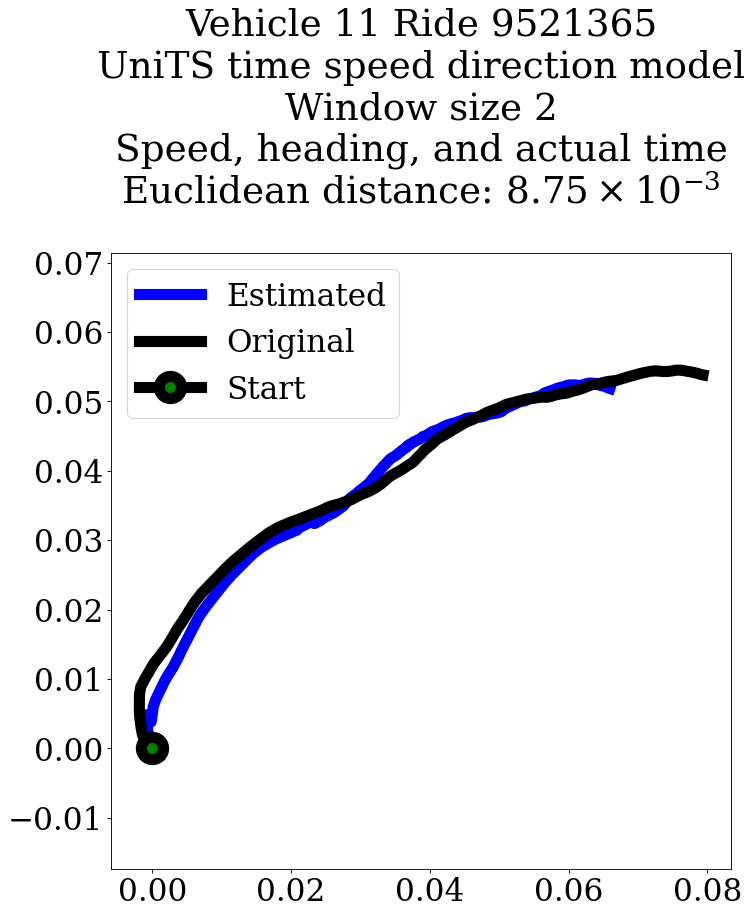 Vehicle 11 Ride 9521365
UniTS time speed direction model
Window size 2
Speed, heading, and actual time
Euclidean distance: 8.75 × 10⁻³
0.07
0.06
0.05
0.04
0.03
0.02
0.01
0.00
−0.01
Estimated
Original
Start
0.00 0.02 0.04 0.06 0.08